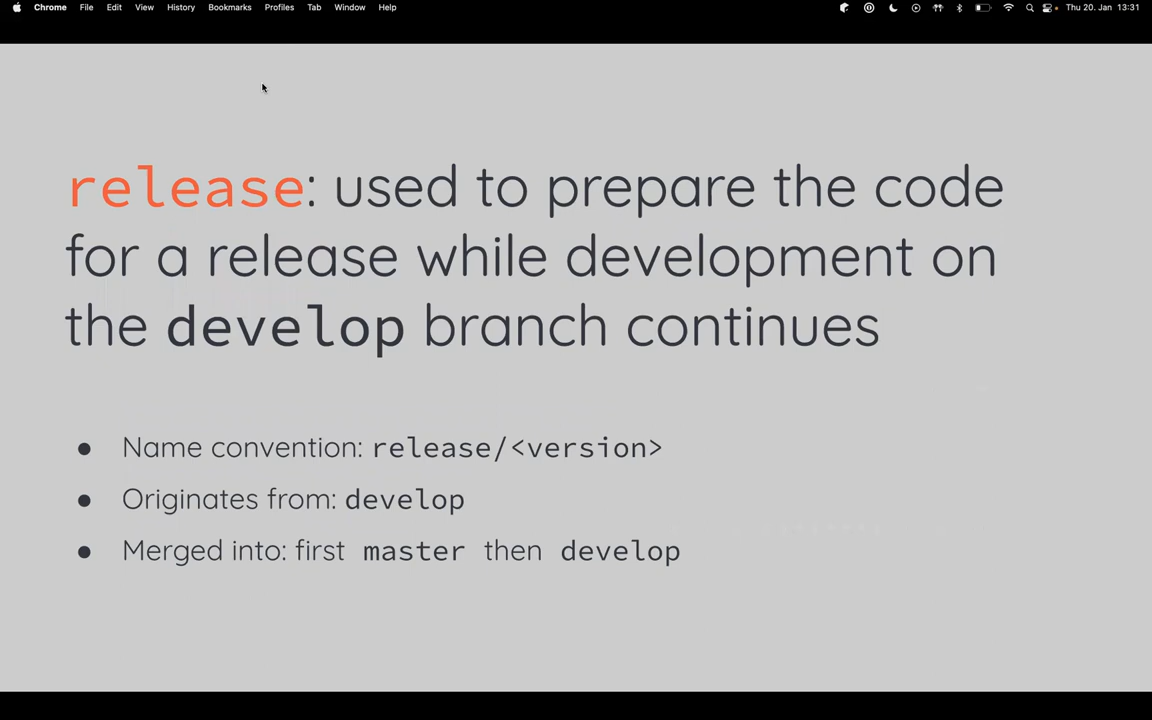 Chrome File Edit View History Bookmarks Profiles Tab Window Help Thu 20. Jan 13:31
release: used to prepare the code
for a release while development on
the develop branch continues
● Name convention: release/<version>
● Originates from: develop
● Merged into: first master then develop